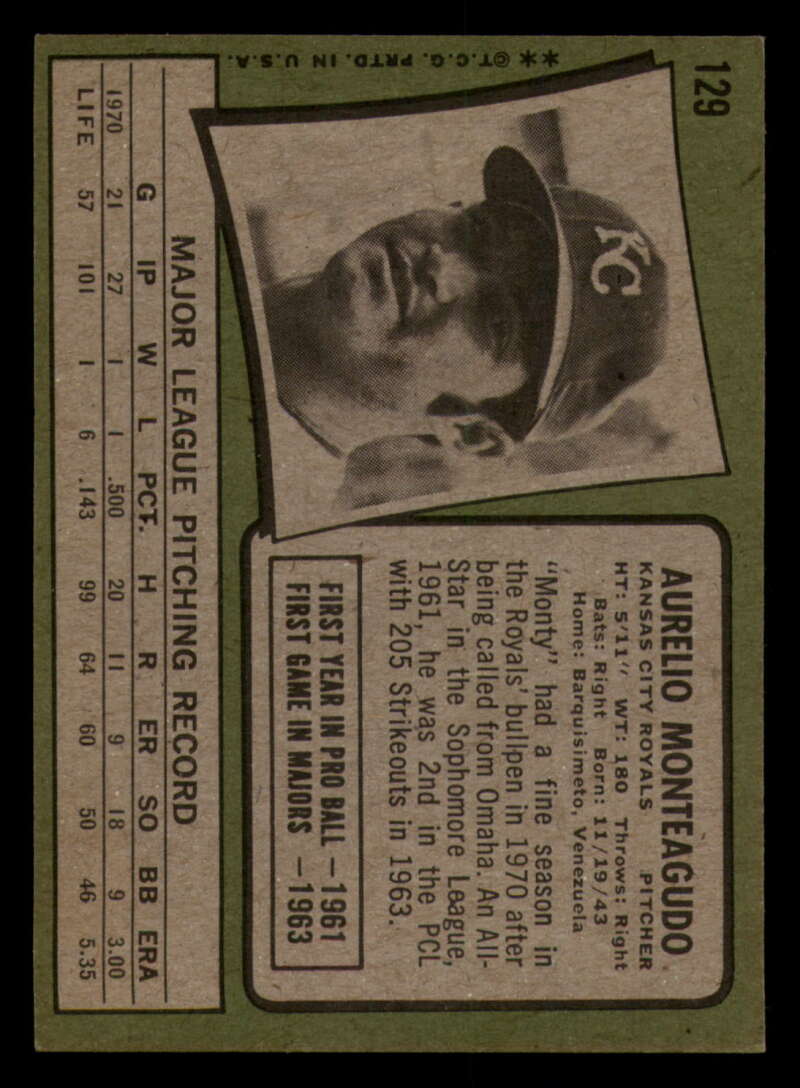 129
KC
**©T.C.G. PRTD. IN U.S.A.
AURELIO MONTEAGUDO
KANSAS CITY ROYALS PITCHER
HT: 5'11" WT: 180 Throws: Right
Bats: Right Born: 11/19/43
Home: Barquisimeto, Venezuela
"Monty" had a fine season in
the Royals' bullpen in 1970 after
being called from Omaha. An All-
Star in the Sophomore League,
1961, he was 2nd in the PCL
with 205 Strikeouts in 1963.
FIRST YEAR IN PRO BALL—1961
FIRST GAME IN MAJORS —1963
MAJOR LEAGUE PITCHING RECORD
G IP W L PCT. H R ER SO BB ERA
1970 21 27 1 1 .500 20 11 9 18 9 3.00
LIFE 57 101 1 6 .143 99 64 60 50 46 5.35